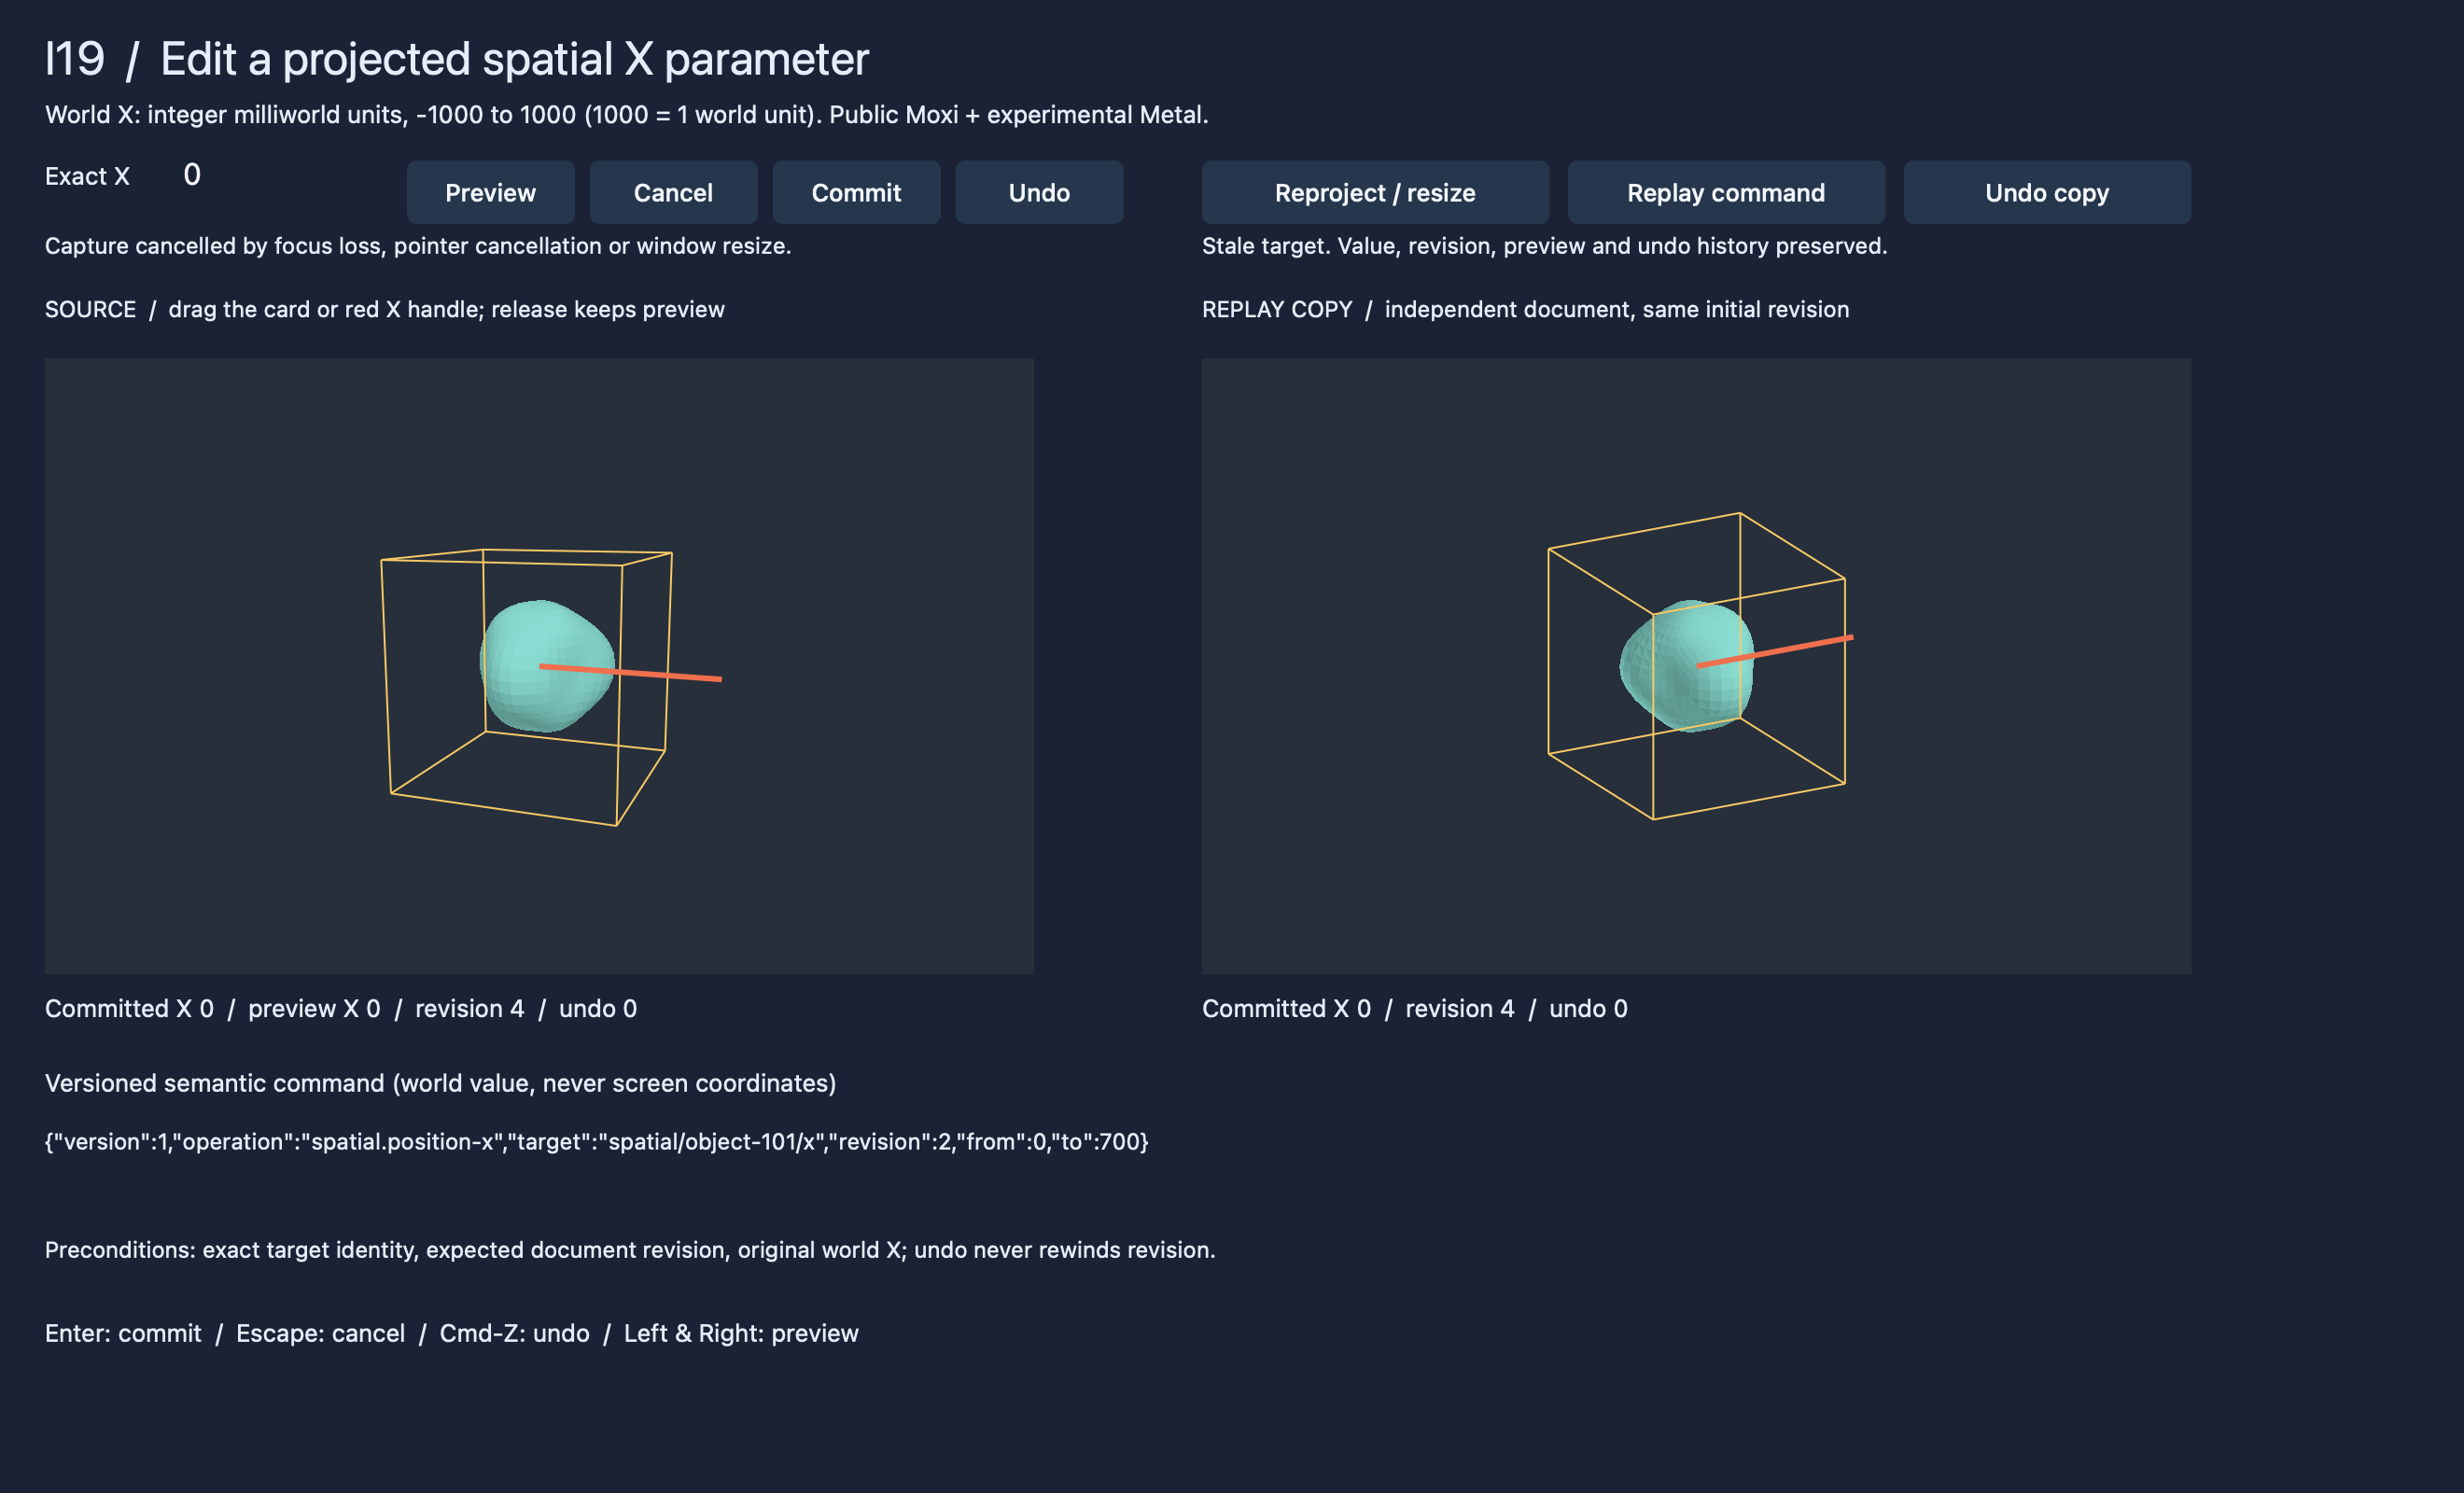 I19 / Edit a projected spatial X parameter
World X: integer milliworld units, -1000 to 1000 (1000 = 1 world unit). Public Moxi + experimental Metal.
Exact X 0 Preview Cancel Commit Undo Reproject / resize Replay command Undo copy
Capture cancelled by focus loss, pointer cancellation or window resize.
Stale target. Value, revision, preview and undo history preserved.
SOURCE / drag the card or red X handle; release keeps preview
REPLAY COPY / independent document, same initial revision
Committed X 0 / preview X 0 / revision 4 / undo 0
Committed X 0 / revision 4 / undo 0
Versioned semantic command (world value, never screen coordinates)
{"version":1,"operation":"spatial.position-x","target":"spatial/object-101/x","revision":2,"from":0,"to":700}
Preconditions: exact target identity, expected document revision, original world X; undo never rewinds revision.
Enter: commit / Escape: cancel / Cmd-Z: undo / Left & Right: preview